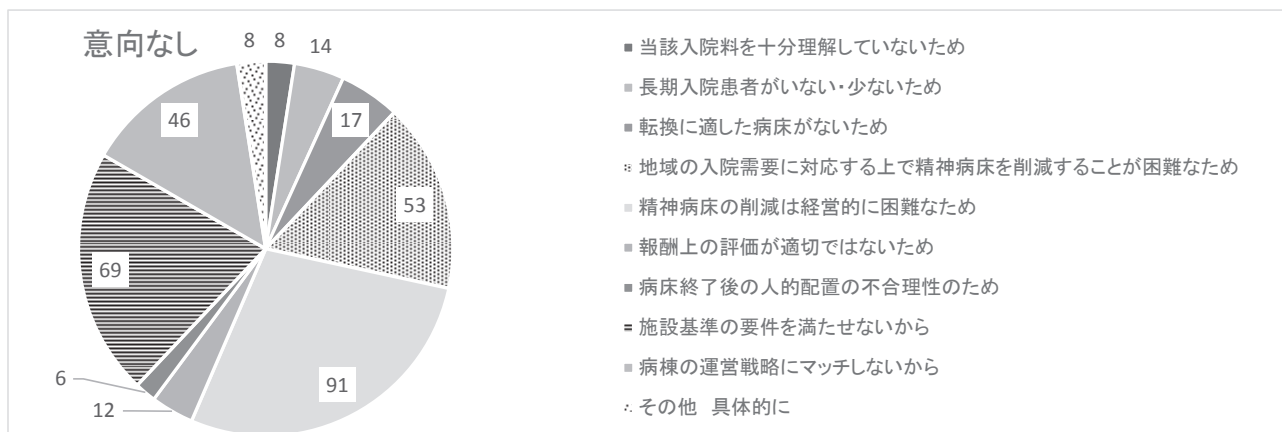 意向なし
8
8
14
17
53
91
12
6
69
46
当該入院料を十分理解していないため
長期入院患者がいない・少ないため
転換に適した病床がないため
地域の入院需要に対応する上で精神病床を削減することが困難なため
精神病床の削減は経営的に困難なため
報酬上の評価が適切ではないため
病床終了後の人的配置の不合理性のため
施設基準の要件を満たせないから
病棟の運営戦略にマッチしないから
その他 具体的に